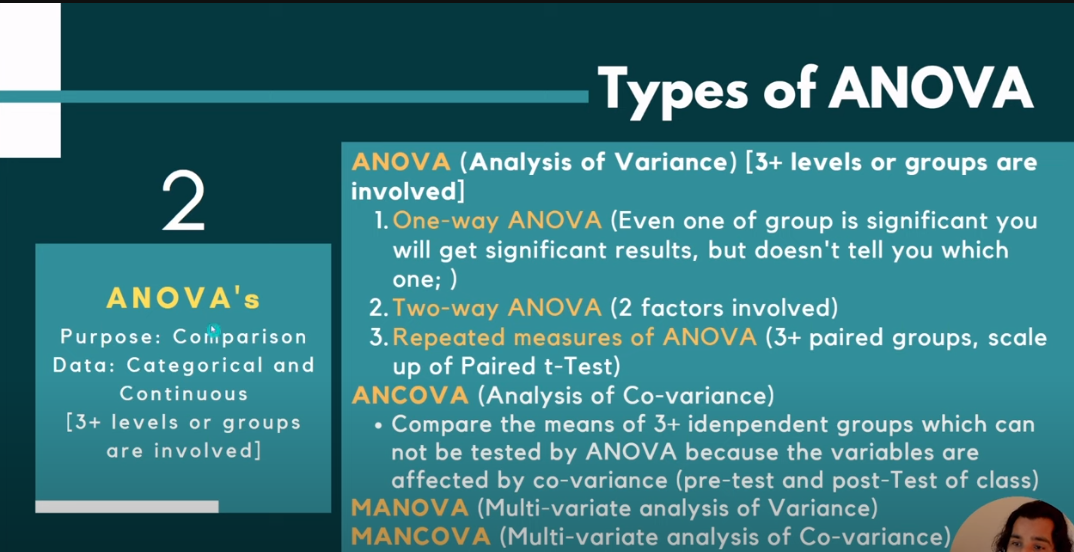 Types of ANOVA
2
ANOVA's
Purpose: Comparison
Data: Categorical and
Continuous
[3+ levels or groups
are involved]
ANOVA (Analysis of Variance) [3+ levels or groups are
involved]
1. One-way ANOVA (Even one of group is significant you
will get significant results, but doesn't tell you which
one; )
2. Two-way ANOVA (2 factors involved)
3. Repeated measures of ANOVA (3+ paired groups, scale
up of Paired t-Test)
ANCOVA (Analysis of Co-variance)
• Compare the means of 3+ idenpendent groups which can
not be tested by ANOVA because the variables are
affected by co-variance (pre-test and post-Test of class)
MANOVA (Multi-variate analysis of Variance)
MANCOVA (Multi-variate analysis of Co-variance)